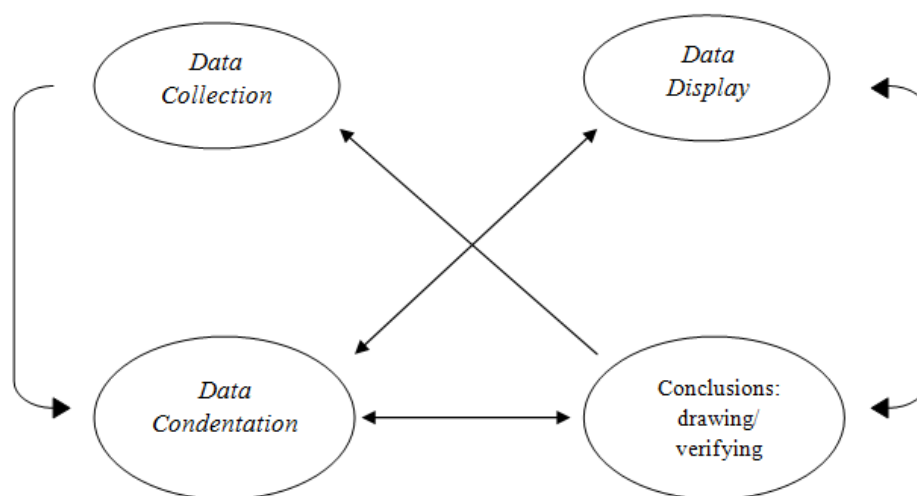 Data
Collection
Data
Display
Data
Condentation
Conclusions:
drawing/
verifying